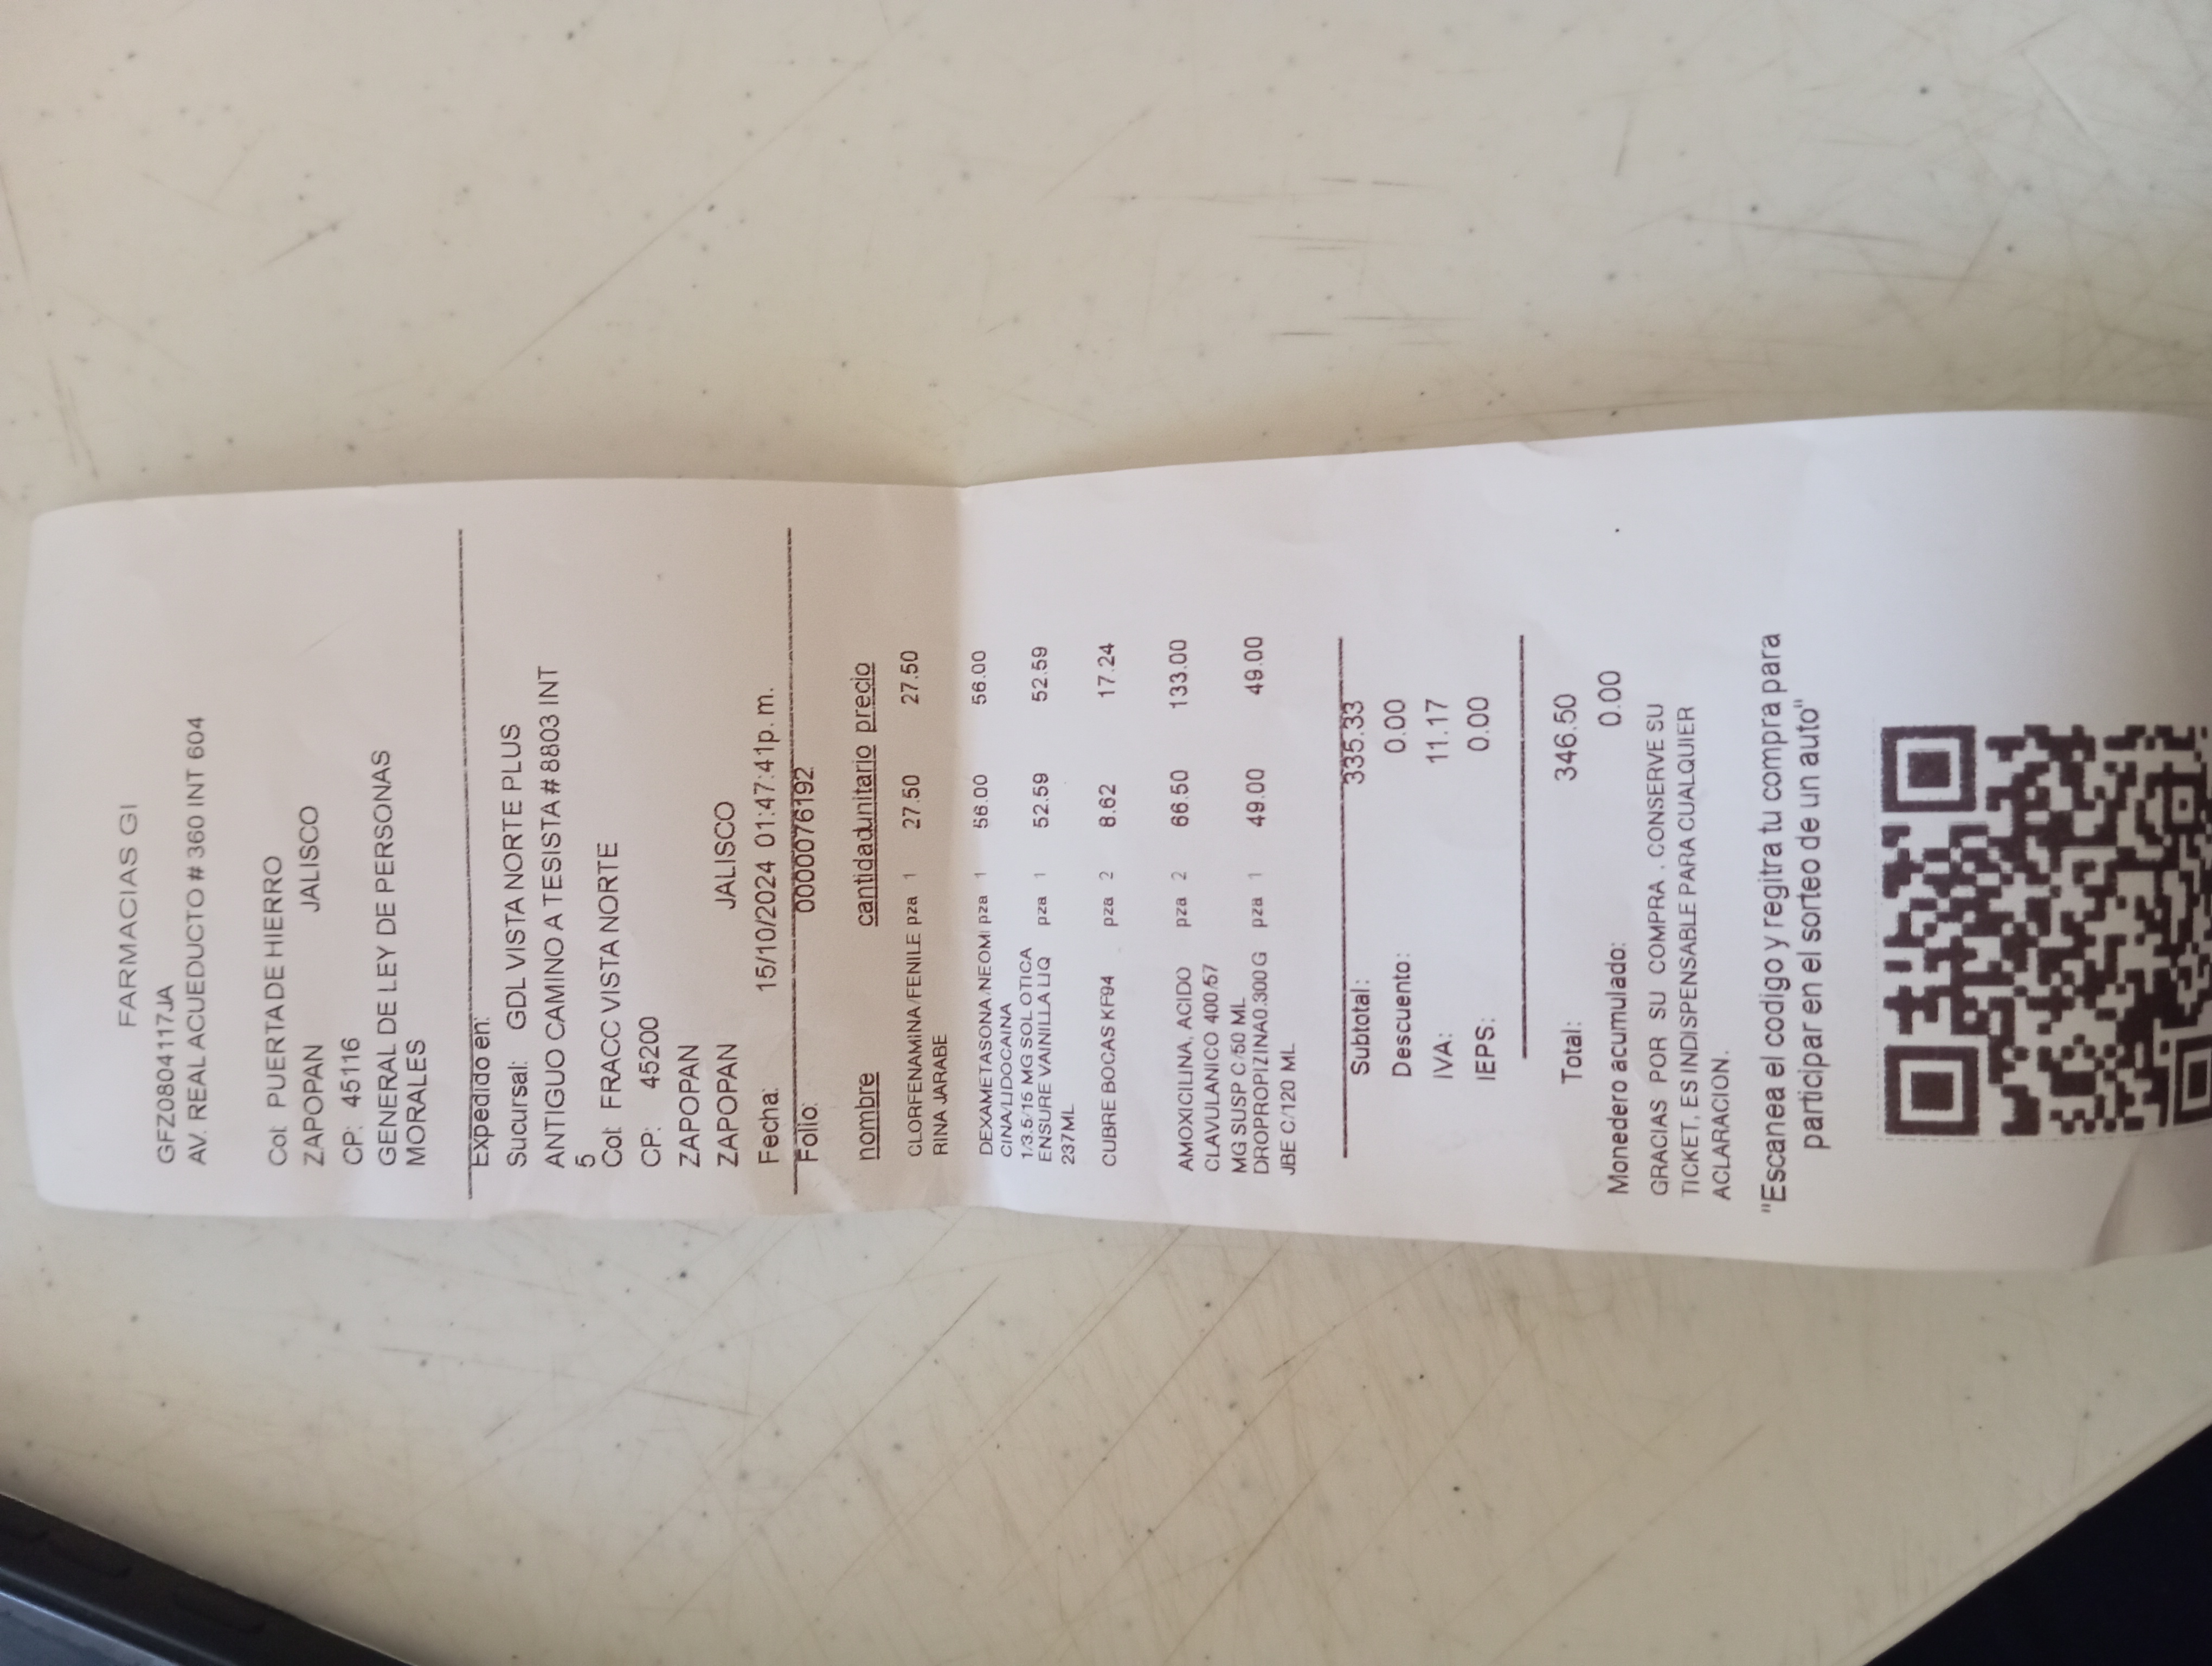 FARMACIAS GI
GFZ0804117JA
AV. REAL ACUEDUCTO # 360 INT 604
Col: PUERTA DE HIERRO
ZAPOPAN JALISCO
CP: 45116
GENERAL DE LEY DE PERSONAS
MORALES
Expedido en:
Sucursal: GDL VISTA NORTE PLUS
ANTIGUO CAMINO A TESISTA # 8803 INT
5
Col: FRACC VISTA NORTE
CP: 45200
ZAPOPAN
ZAPOPAN JALISCO
Fecha: 15/10/2024 01:47:41p. m.
Folio: 0000076192
nombre cantidadunitario precio
CLORFENAMINA/FENILE pza 1 27.50 27.50
RINA JARABE
DEXAMETASONA/NEOMI pza 1 56.00 56.00
CINA/LIDOCAINA
1/3.5/15 MG SOL OTICA
ENSURE VAINILLA LIQ pza 1 52.59 52.59
237ML
CUBRE BOCAS KF94 pza 2 8.62 17.24
AMOXICILINA, ACIDO pza 2 66.50 133.00
CLAVULANICO 400/57
MG SUSP C/50 ML
DROPROPIZINA0.300G pza 1 49.00 49.00
JBE C/120 ML
Subtotal: 335.33
Descuento: 0.00
IVA: 11.17
IEPS: 0.00
Total: 346.50
Monedero acumulado: 0.00
GRACIAS POR SU COMPRA , CONSERVE SU
TICKET, ES INDISPENSABLE PARA CUALQUIER
ACLARACION.
"Escanea el codigo y regitra tu compra para
participar en el sorteo de un auto"